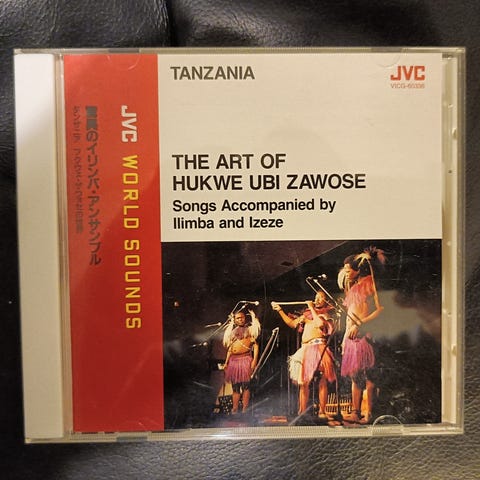 TANZANIA
JVC
VICG-60338
THE ART OF
HUKWE UBI ZAWOSE
Songs Accompanied by
Ilimba and Izeze
JVC WORLD SOUNDS
驚異のイリンバ・アンサンブル